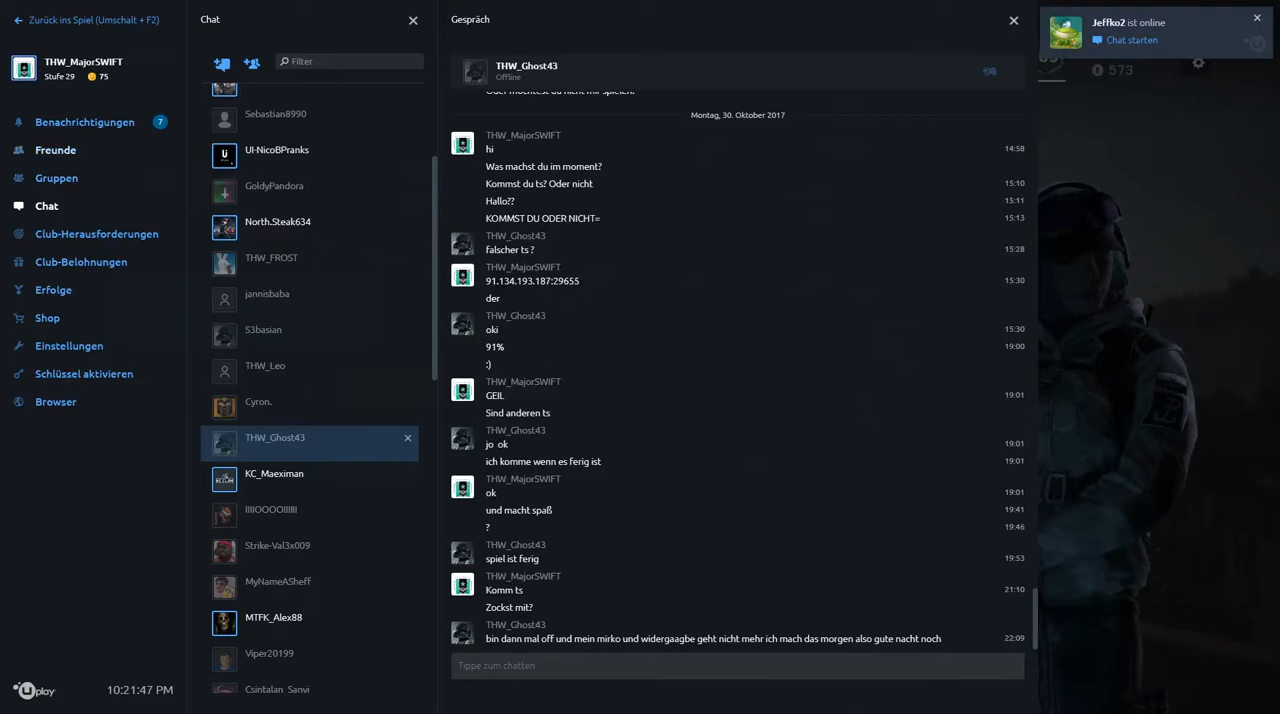 Zurück ins Spiel (Umschalt + F2)
THW_MajorSWIFT
Stufe 29 75
Benachrichtigungen 7
Freunde
Gruppen
Chat
Club-Herausforderungen
Club-Belohnungen
Erfolge
Shop
Einstellungen
Schlüssel aktivieren
Browser
uplay 10:21:47 PM
Chat
Filter
Sebastian8990
UI-NicoBPranks
GoldyPandora
North.Steak634
THW_FROST
jannisbaba
S3basian
THW_Leo
Cyron.
THW_Ghost43
KC_Maeximan
Strike-Val3x009
MyNameASheff
MTFK_Alex88
Viper20199
Csintalan_Sanyi
Gespräch
THW_Ghost43
Offline
Oder möchtest du nicht mir spielen?
Montag, 30. Oktober 2017
THW_MajorSWIFT
hi 14:58
Was machst du im moment?
Kommst du ts? Oder nicht 15:10
Hallo?? 15:11
KOMMST DU ODER NICHT= 15:13
THW_Ghost43
falscher ts ? 15:28
THW_MajorSWIFT
91.134.193.187:29655 15:30
der
THW_Ghost43
oki 15:30
91% 19:00
:)
THW_MajorSWIFT
GEIL 19:01
Sind anderen ts
THW_Ghost43
jo ok 19:01
ich komme wenn es ferig ist 19:01
THW_MajorSWIFT
ok 19:01
und macht spaß 19:41
? 19:46
THW_Ghost43
spiel ist ferig 19:53
THW_MajorSWIFT
Komm ts 21:10
Zockst mit?
THW_Ghost43
bin dann mal off und mein mirko und widergaagbe geht nicht mehr ich mach das morgen also gute nacht noch 22:09
Tippe zum chatten
Jeffko2 ist online
Chat starten
573